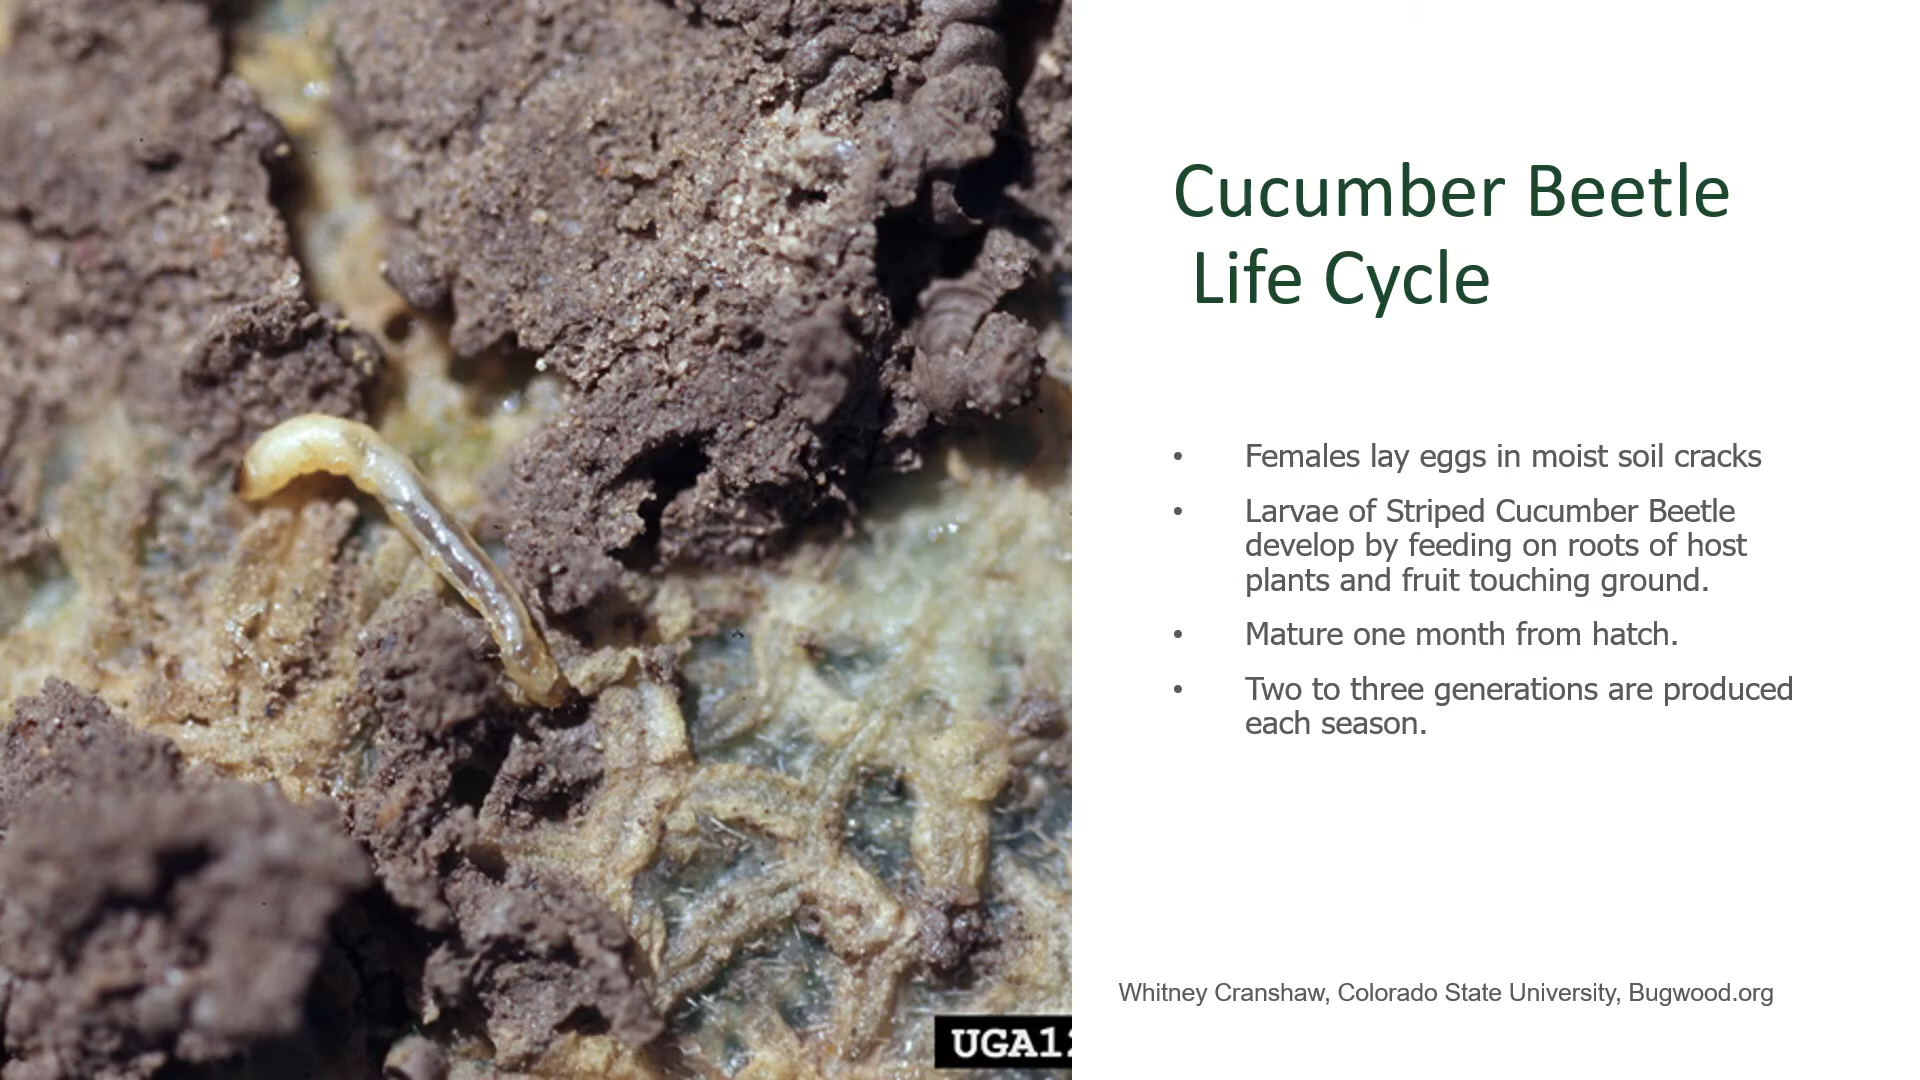 Cucumber Beetle
Life Cycle
• Females lay eggs in moist soil cracks
• Larvae of Striped Cucumber Beetle
develop by feeding on roots of host
plants and fruit touching ground.
• Mature one month from hatch.
• Two to three generations are produced
each season.
Whitney Cranshaw, Colorado State University, Bugwood.org
UGA1